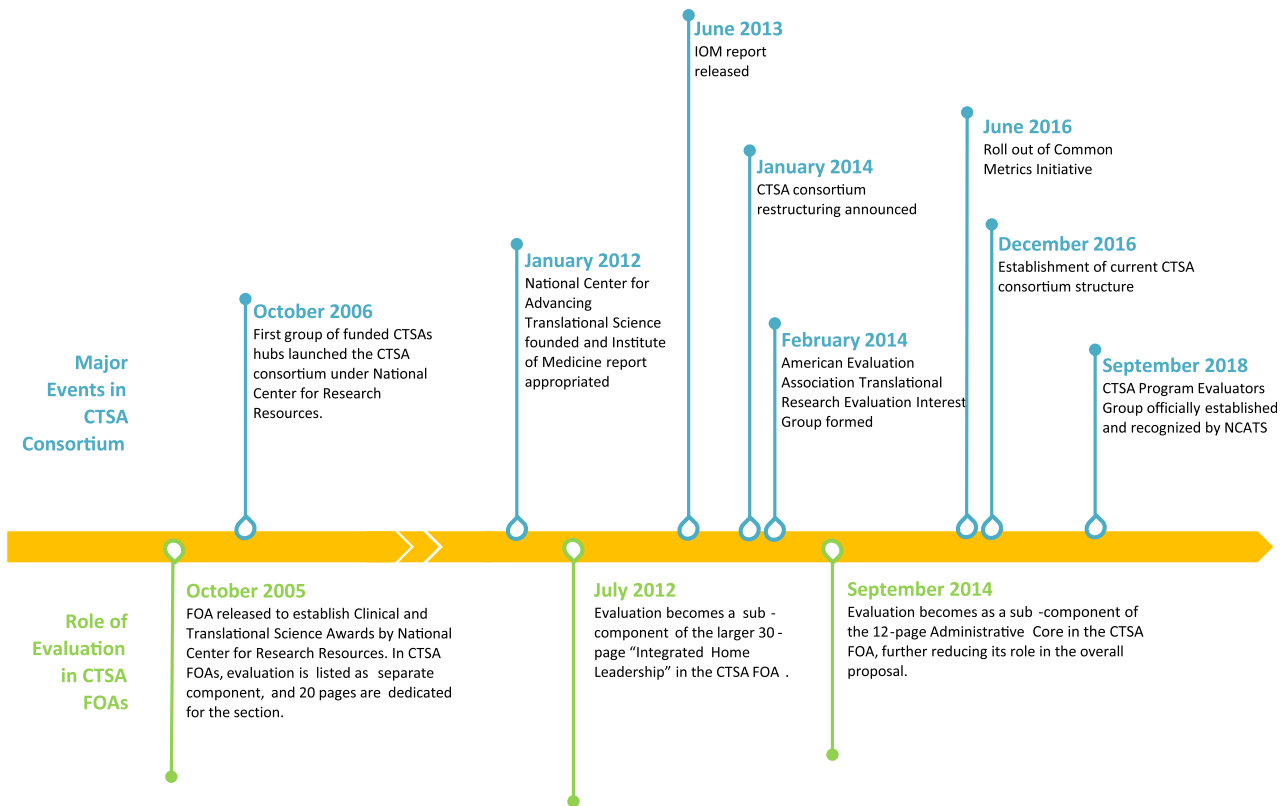 June 2013
IOM report
released
June 2016
Roll out of Common
Metrics Initiative
January 2014
CTSA consortium
restructuring announced
December 2016
Establishment of current CTSA
consortium structure
January 2012
National Center for
Advancing
Translational Science
founded and Institute
of Medicine report
appropriated
October 2006
First group of funded CTSAs
hubs launched the CTSA
consortium under National
Center for Research
Resources.
February 2014
American Evaluation
Association Translational
Research Evaluation Interest
Group formed
September 2018
CTSA Program Evaluators
Group officially established
and recognized by NCATS
Major
Events in
CTSA
Consortium
Role of
Evaluation
in CTSA
FOAs
October 2005
FOA released to establish Clinical and
Translational Science Awards by National
Center for Research Resources. In CTSA
FOAs, evaluation is listed as separate
component, and 20 pages are dedicated
for the section.
July 2012
Evaluation becomes a sub -
component of the larger 30 -
page “Integrated Home
Leadership” in the CTSA FOA .
September 2014
Evaluation becomes as a sub -component of
the 12-page Administrative Core in the CTSA
FOA, further reducing its role in the overall
proposal.